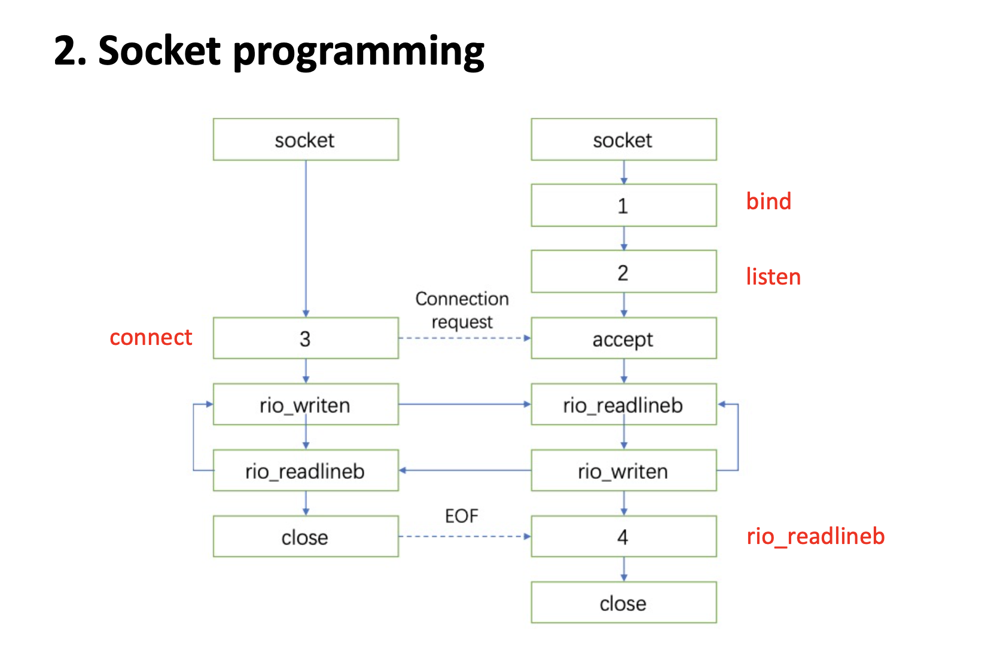 2. Socket programming
socket
socket
1
bind
2
listen
Connection
request
connect
3
accept
rio_writen
rio_readlineb
rio_readlineb
rio_writen
EOF
close
4
rio_readlineb
close